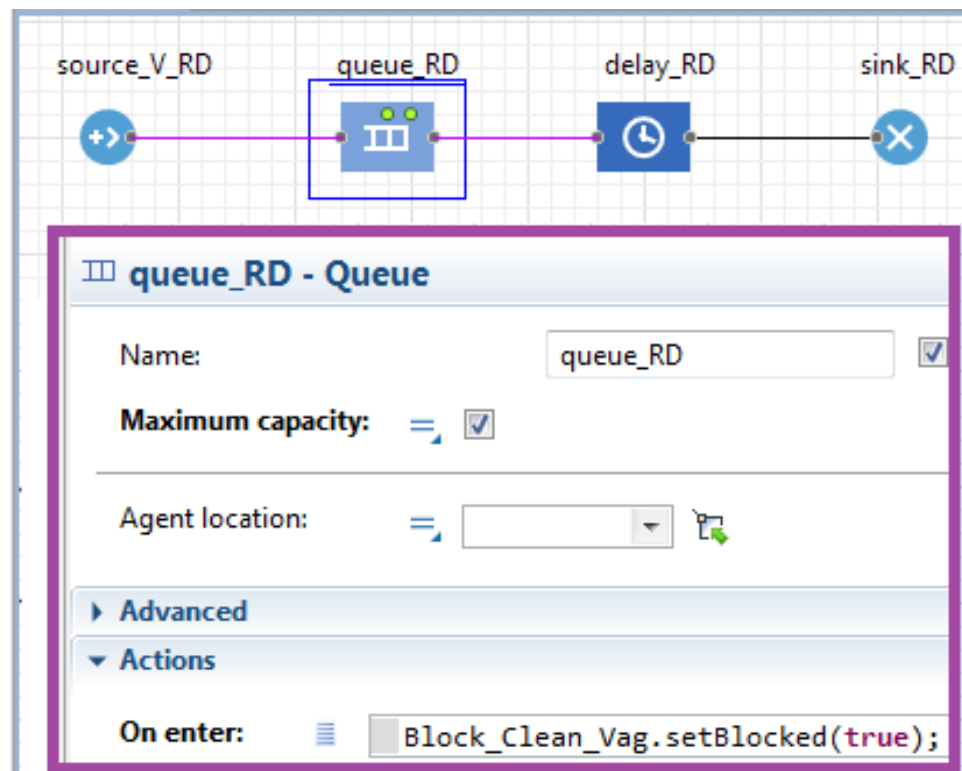 source_V_RD queue_RD delay_RD sink_RD
queue_RD - Queue
Name: queue_RD
Maximum capacity:
Agent location:
Advanced
Actions
On enter: Block_Clean_Vag.setBlocked(true);